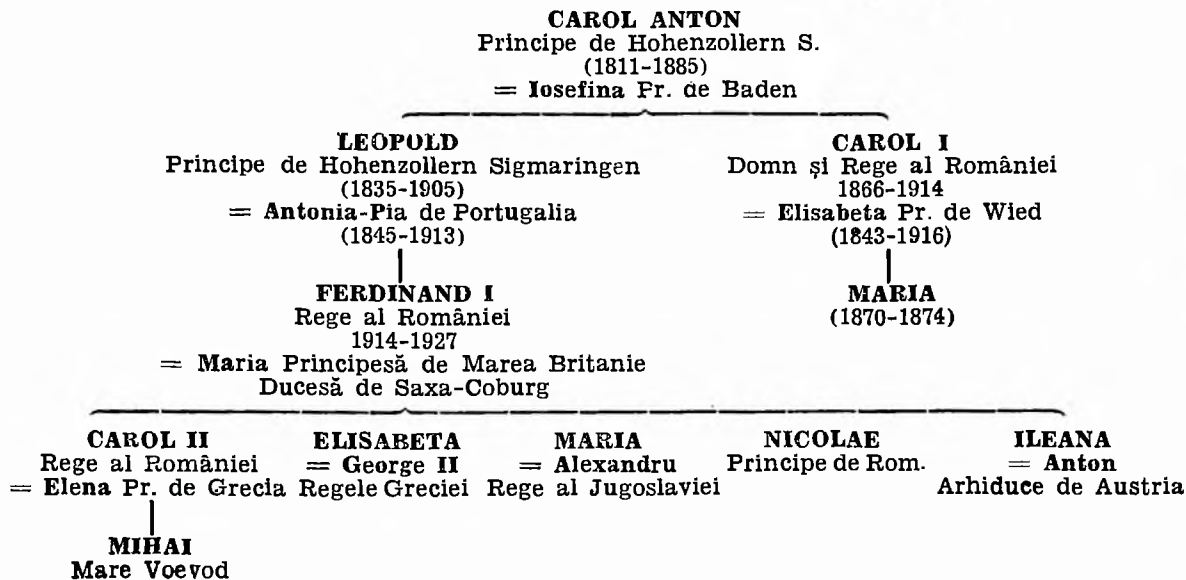 CAROL ANTON
Principe de Hohenzollern S.
(1811-1885)
= Iosefina Pr. de Baden
LEOPOLD
Principe de Hohenzollern Sigmaringen
(1835-1905)
= Antonia-Pia de Portugalia
(1845-1913)
CAROL I
Domn și Rege al României
1866-1914
= Elisabeta Pr. de Wied
(1843-1916)
FERDINAND I
Rege al României
1914-1927
= Maria Principesă de Marea Britanie
Ducesă de Saxa-Coburg
MARIA
(1870-1874)
CAROL II
Rege al României
= Elena Pr. de Grecia
ELISABETA
= George II
Regele Greciei
MARIA
= Alexandru
Rege al Jugoslaviei
NICOLAE
Principe de Rom.
ILEANA
= Anton
Arhiduce de Austria
MIHAI
Mare Voevod